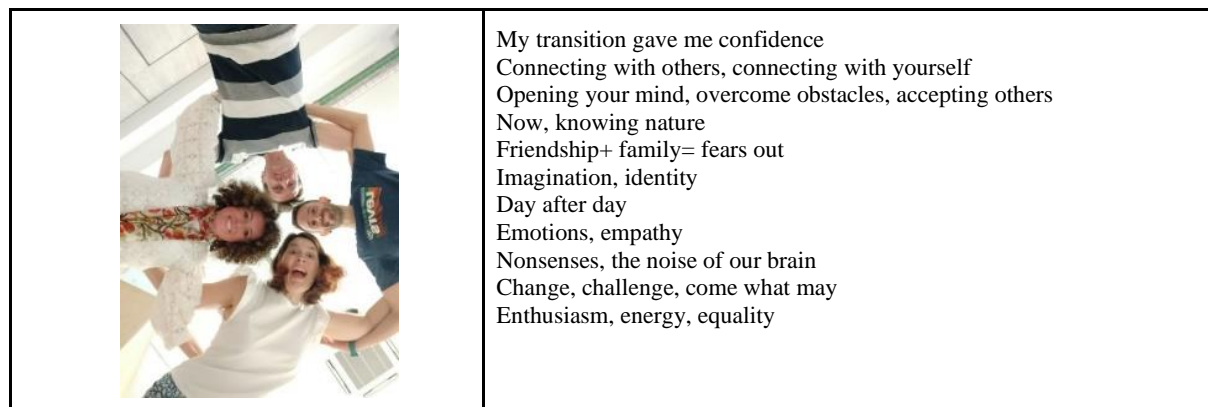 My transition gave me confidence
Connecting with others, connecting with yourself
Opening your mind, overcome obstacles, accepting others
Now, knowing nature
Friendship+ family= fears out
Imagination, identity
Day after day
Emotions, empathy
Nonsenses, the noise of our brain
Change, challenge, come what may
Enthusiasm, energy, equality